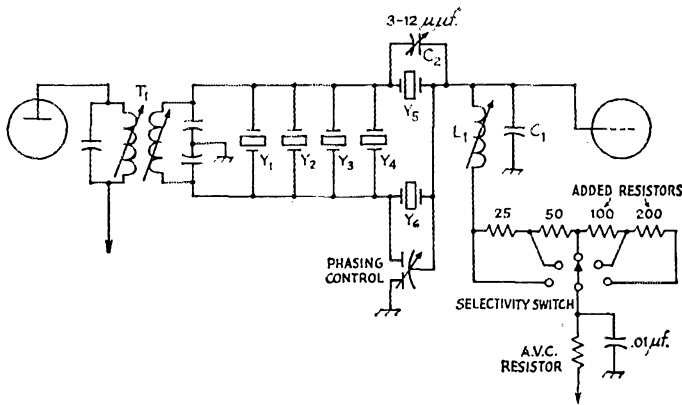 3-12 μμf.
C2
T1
Y5
Y1
Y2
Y3
Y4
L1
C1
Y6
ADDED RESISTORS
25
50
100
200
PHASING
CONTROL
SELECTIVITY SWITCH
A.V.C.
RESISTOR
.01μf.